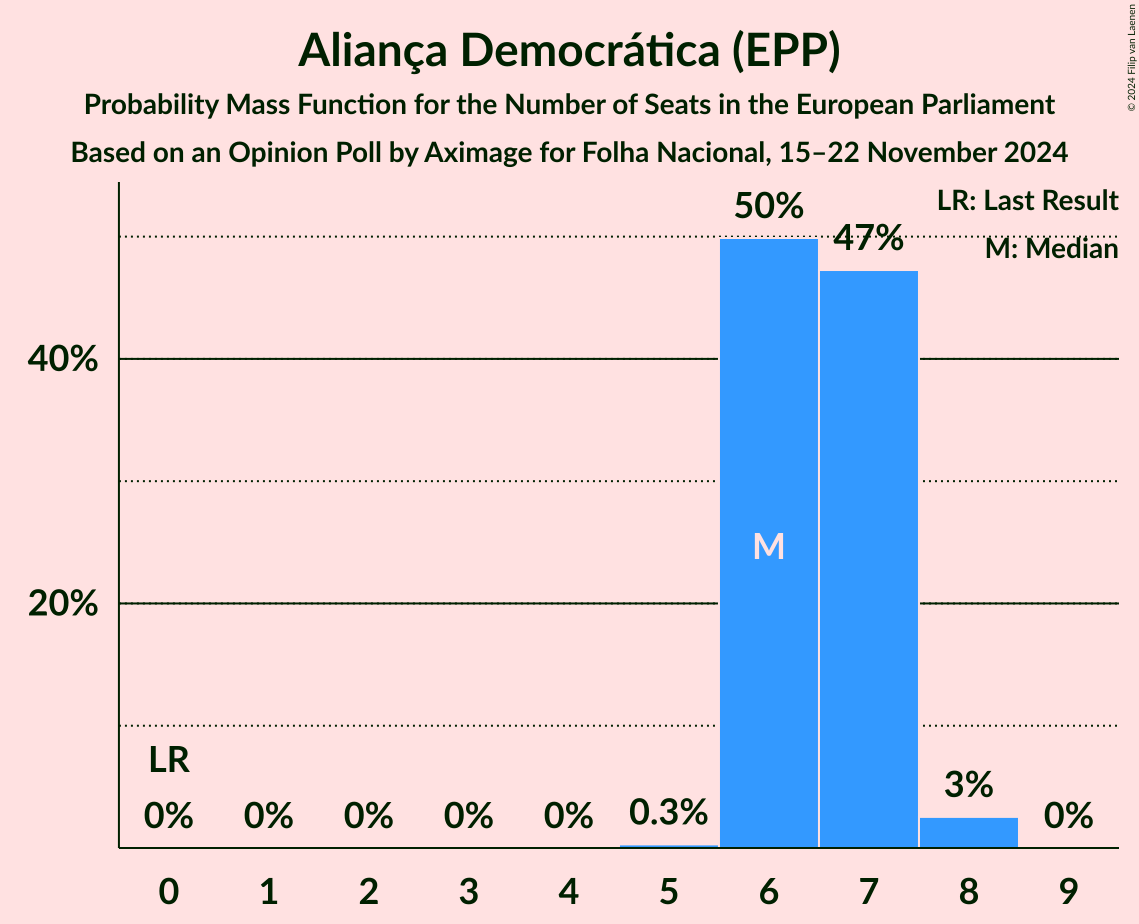 Aliança Democrática (EPP)
Probability Mass Function for the Number of Seats in the European Parliament
Based on an Opinion Poll by Aximage for Folha Nacional, 15–22 November 2024
© 2024 Filip van Laenen
LR: Last Result
M: Median
50%
47%
40%
M
20%
LR
0% 0% 0% 0% 0% 0.3% 3% 0%
0 1 2 3 4 5 6 7 8 9